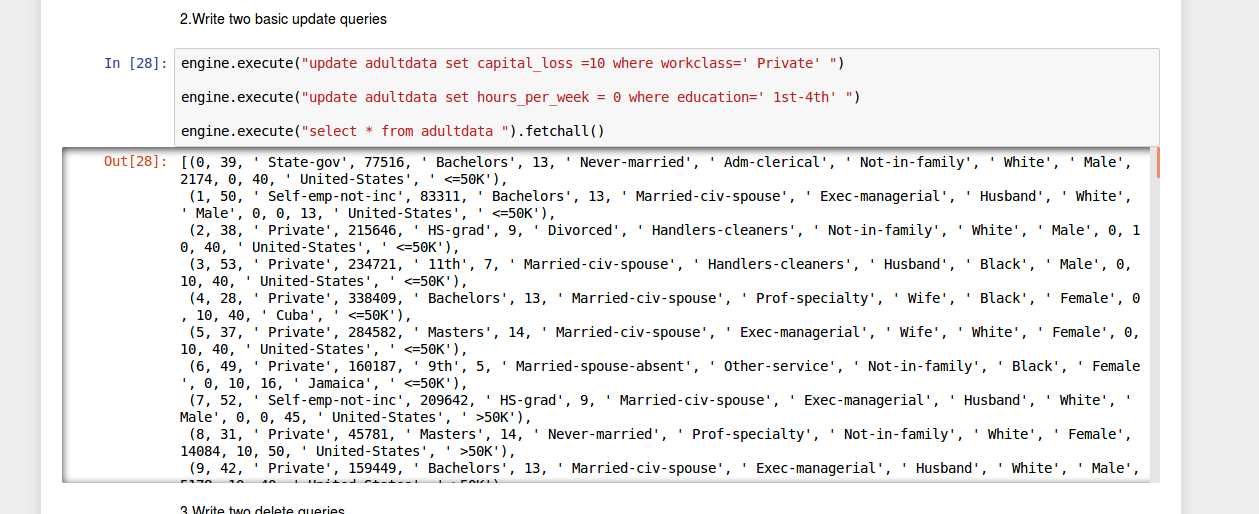 2.Write two basic update queries
In [28]: engine.execute("update adultdata set capital_loss =10 where workclass=' Private' ")
engine.execute("update adultdata set hours_per_week = 0 where education=' 1st-4th' ")
engine.execute("select * from adultdata ").fetchall()
Out[28]: [(0, 39, ' State-gov', 77516, ' Bachelors', 13, ' Never-married', ' Adm-clerical', ' Not-in-family', ' White', ' Male',
2174, 0, 40, ' United-States', ' <=50K'),
(1, 50, ' Self-emp-not-inc', 83311, ' Bachelors', 13, ' Married-civ-spouse', ' Exec-managerial', ' Husband', ' White',
' Male', 0, 0, 13, ' United-States', ' <=50K'),
(2, 38, ' Private', 215646, ' HS-grad', 9, ' Divorced', ' Handlers-cleaners', ' Not-in-family', ' White', ' Male', 0, 1
0, 40, ' United-States', ' <=50K'),
(3, 53, ' Private', 234721, ' 11th', 7, ' Married-civ-spouse', ' Handlers-cleaners', ' Husband', ' Black', ' Male', 0,
10, 40, ' United-States', ' <=50K'),
(4, 28, ' Private', 338409, ' Bachelors', 13, ' Married-civ-spouse', ' Prof-specialty', ' Wife', ' Black', ' Female', 0
, 10, 40, ' Cuba', ' <=50K'),
(5, 37, ' Private', 284582, ' Masters', 14, ' Married-civ-spouse', ' Exec-managerial', ' Wife', ' White', ' Female', 0,
10, 40, ' United-States', ' <=50K'),
(6, 49, ' Private', 160187, ' 9th', 5, ' Married-spouse-absent', ' Other-service', ' Not-in-family', ' Black', ' Female
', 0, 10, 16, ' Jamaica', ' <=50K'),
(7, 52, ' Self-emp-not-inc', 209642, ' HS-grad', 9, ' Married-civ-spouse', ' Exec-managerial', ' Husband', ' White', '
Male', 0, 0, 45, ' United-States', ' >50K'),
(8, 31, ' Private', 45781, ' Masters', 14, ' Never-married', ' Prof-specialty', ' Not-in-family', ' White', ' Female',
14084, 10, 50, ' United-States', ' >50K'),
(9, 42, ' Private', 159449, ' Bachelors', 13, ' Married-civ-spouse', ' Exec-managerial', ' Husband', ' White', ' Male',
3.Write two delete queries